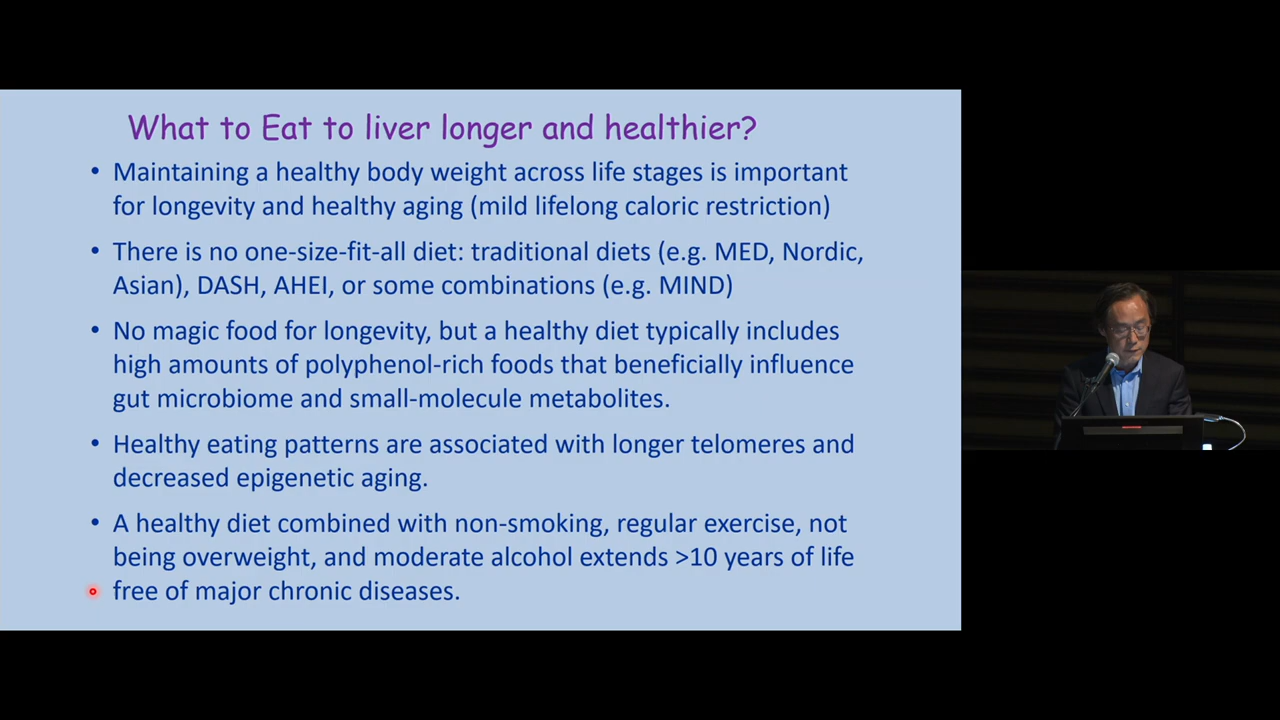 What to Eat to liver longer and healthier?
• Maintaining a healthy body weight across life stages is important
for longevity and healthy aging (mild lifelong caloric restriction)
• There is no one-size-fit-all diet: traditional diets (e.g. MED, Nordic,
Asian), DASH, AHEI, or some combinations (e.g. MIND)
• No magic food for longevity, but a healthy diet typically includes
high amounts of polyphenol-rich foods that beneficially influence
gut microbiome and small-molecule metabolites.
• Healthy eating patterns are associated with longer telomeres and
decreased epigenetic aging.
• A healthy diet combined with non-smoking, regular exercise, not
being overweight, and moderate alcohol extends >10 years of life
free of major chronic diseases.